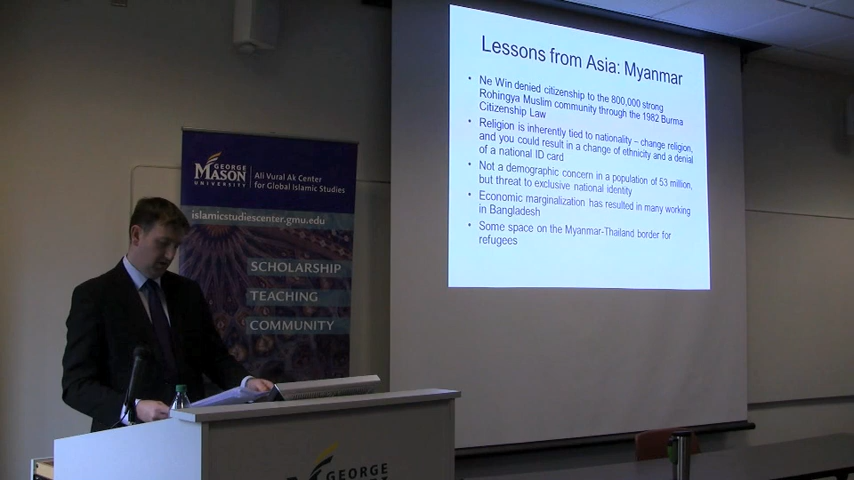 Lessons from Asia: Myanmar
• Ne Win denied citizenship to the 800,000 strong
Rohingya Muslim community through the 1982 Burma
Citizenship Law
• Religion is inherently tied to nationality – change religion,
and you could result in a change of ethnicity and a denial
of a national ID card
• Not a demographic concern in a population of 53 million,
but threat to exclusive national identity
• Economic marginalization has resulted in many working
in Bangladesh
• Some space on the Myanmar-Thailand border for
refugees
GEORGE
MASON
UNIVERSITY
Ali Vural Ak Center
for Global Islamic Studies
islamicstudiescenter.gmu.edu
SCHOLARSHIP
TEACHING
COMMUNITY
GEORGE